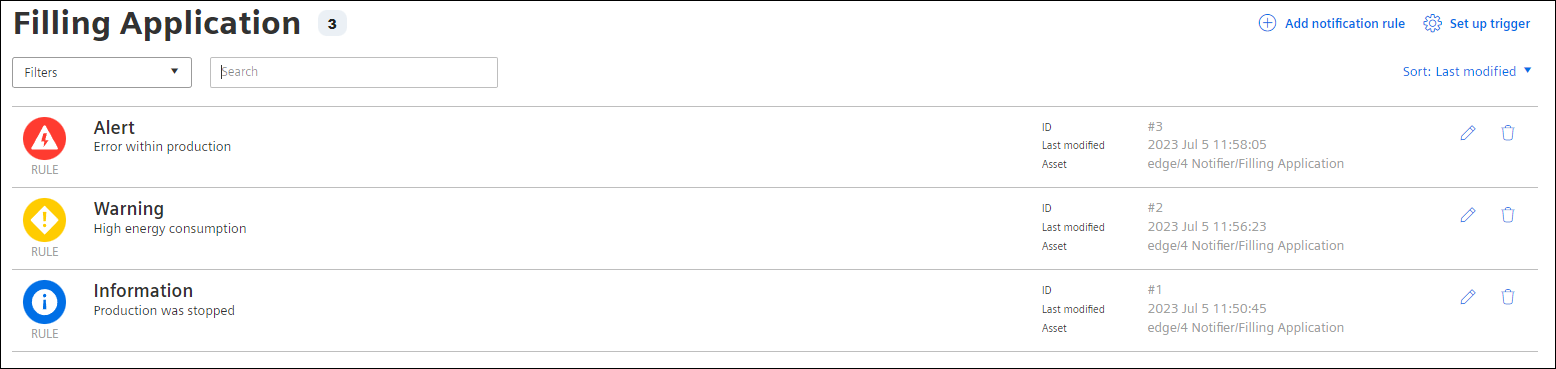 Filling Application 3
Add notification rule
Set up trigger
Filters
Search
Sort: Last modified
Alert
Error within production
RULE
ID #3
Last modified 2023 Jul 5 11:58:05
Asset edge/4 Notifier/Filling Application
Warning
High energy consumption
RULE
ID #2
Last modified 2023 Jul 5 11:56:23
Asset edge/4 Notifier/Filling Application
Information
Production was stopped
RULE
ID #1
Last modified 2023 Jul 5 11:50:45
Asset edge/4 Notifier/Filling Application